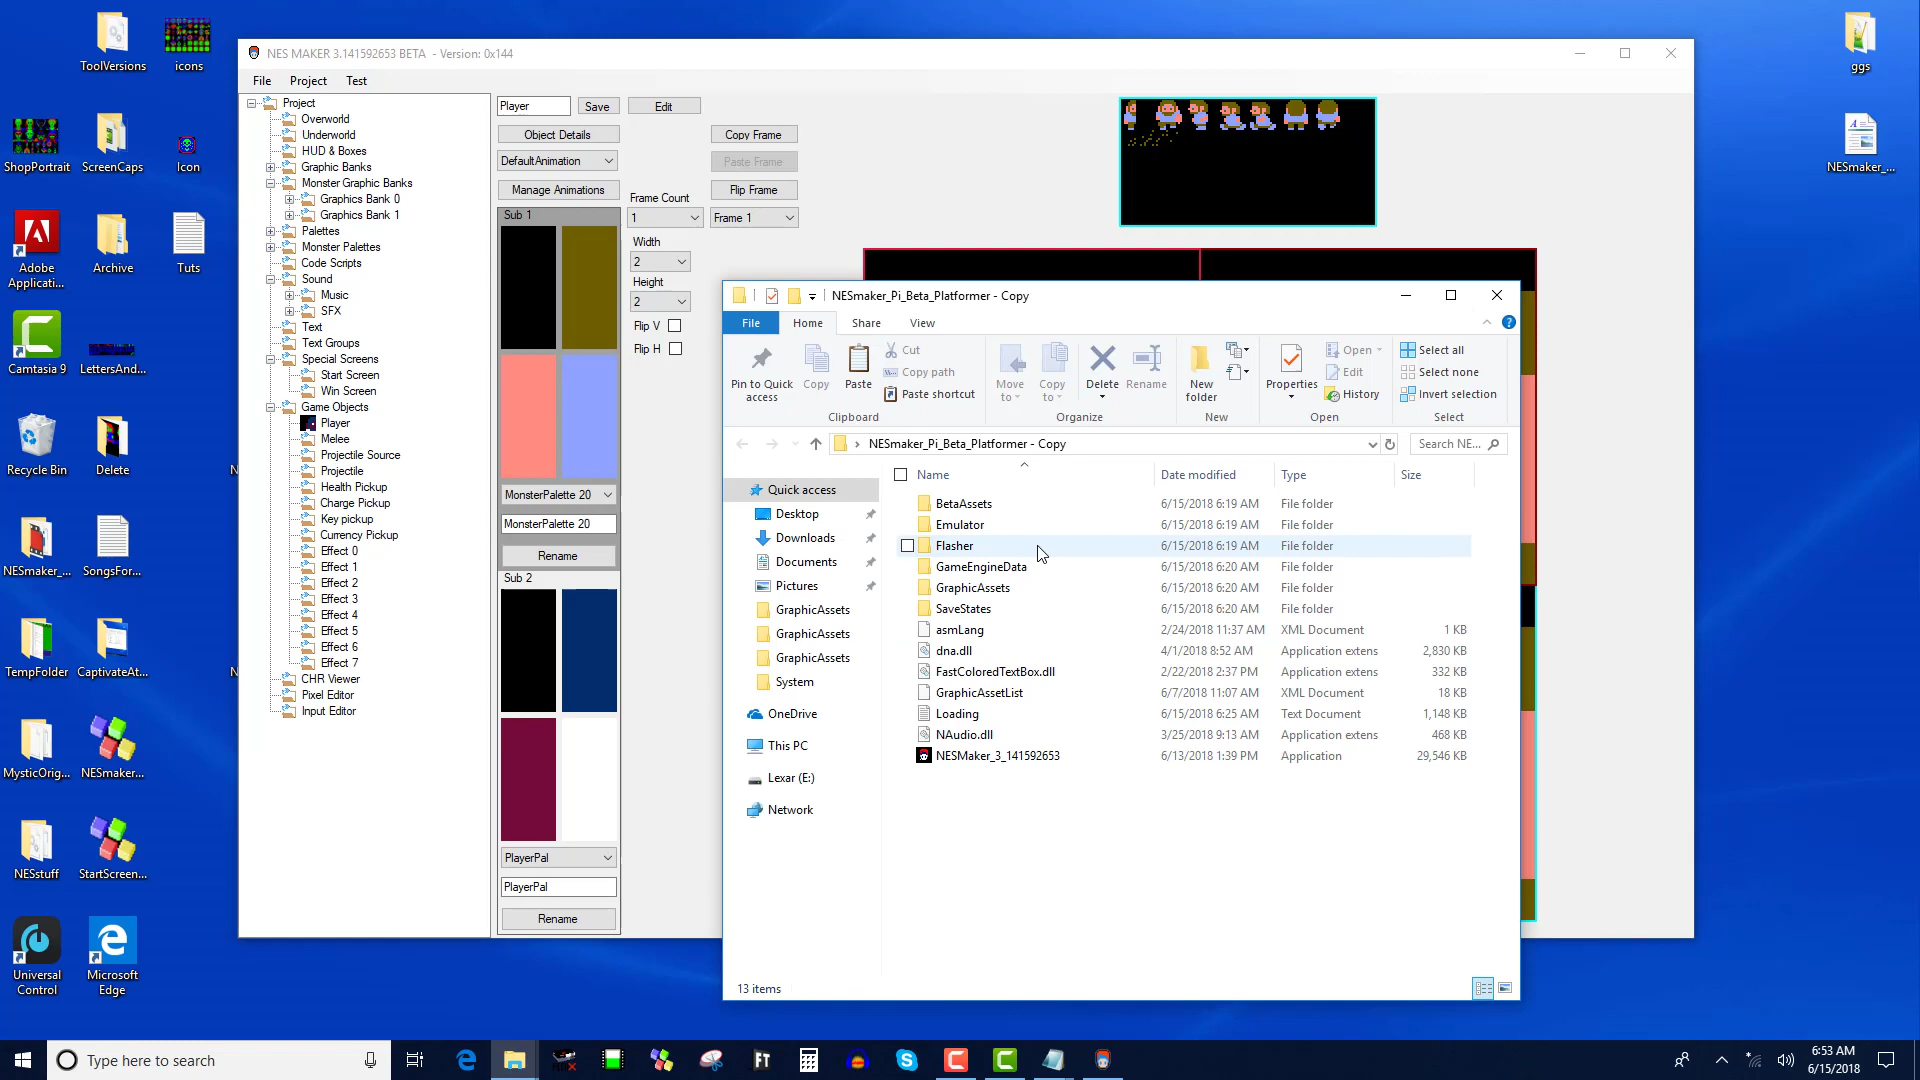 ToolVersions
icons
ShopPortrait
ScreenCaps
Icon
Adobe
Applicati...
Archive
Tuts
Camtasia 9
LettersAnd...
Recycle Bin
Delete
NESmaker_...
SongsFor...
TempFolder
CaptivateAt...
MysticOrig...
NESmaker...
NESstuff
StartScreen...
Universal
Control
Microsoft
Edge
ggs
NESmaker_...
NES MAKER 3.141592653 BETA - Version: 0x144
File
Project
Test
Project
Overworld
Underworld
HUD & Boxes
Graphic Banks
Monster Graphic Banks
Graphics Bank 0
Graphics Bank 1
Palettes
Monster Palettes
Code Scripts
Sound
Music
SFX
Text
Text Groups
Special Screens
Start Screen
Win Screen
Game Objects
Player
Melee
Projectile Source
Projectile
Health Pickup
Charge Pickup
Key pickup
Currency Pickup
Effect 0
Effect 1
Effect 2
Effect 3
Effect 4
Effect 5
Effect 6
Effect 7
CHR Viewer
Pixel Editor
Input Editor
Player
Save
Edit
Object Details
Copy Frame
DefaultAnimation
Paste Frame
Manage Animations
Flip Frame
Frame Count
Sub 1
1
Frame 1
Width
2
Height
2
Flip V
Flip H
MonsterPalette 20
MonsterPalette 20
Rename
Sub 2
PlayerPal
PlayerPal
Rename
NESmaker_Pi_Beta_Platformer - Copy
File
Home
Share
View
Pin to Quick
access
Copy
Paste
Cut
Copy path
Paste shortcut
Clipboard
Move
to
Copy
to
Delete
Rename
Organize
New
folder
New
Properties
Open
Edit
History
Open
Select all
Select none
Invert selection
Select
NESmaker_Pi_Beta_Platformer - Copy
Search NE...
Name
Date modified
Type
Size
Quick access
Desktop
Downloads
Documents
Pictures
GraphicAssets
GraphicAssets
GraphicAssets
System
OneDrive
This PC
Lexar (E:)
Network
BetaAssets 6/15/2018 6:19 AM File folder
Emulator 6/15/2018 6:19 AM File folder
Flasher 6/15/2018 6:19 AM File folder
GameEngineData 6/15/2018 6:20 AM File folder
GraphicAssets 6/15/2018 6:20 AM File folder
SaveStates 6/15/2018 6:20 AM File folder
asmLang 2/24/2018 11:37 AM XML Document 1 KB
dna.dll 4/1/2018 8:52 AM Application extens 2,830 KB
FastColoredTextBox.dll 2/22/2018 2:37 PM Application extens 332 KB
GraphicAssetList 6/7/2018 11:07 AM XML Document 18 KB
Loading 6/15/2018 6:25 AM Text Document 1,148 KB
NAudio.dll 3/25/2018 9:13 AM Application extens 468 KB
NESMaker_3_141592653 6/13/2018 1:39 PM Application 29,546 KB
13 items
Type here to search
FT
6:53 AM
6/15/2018